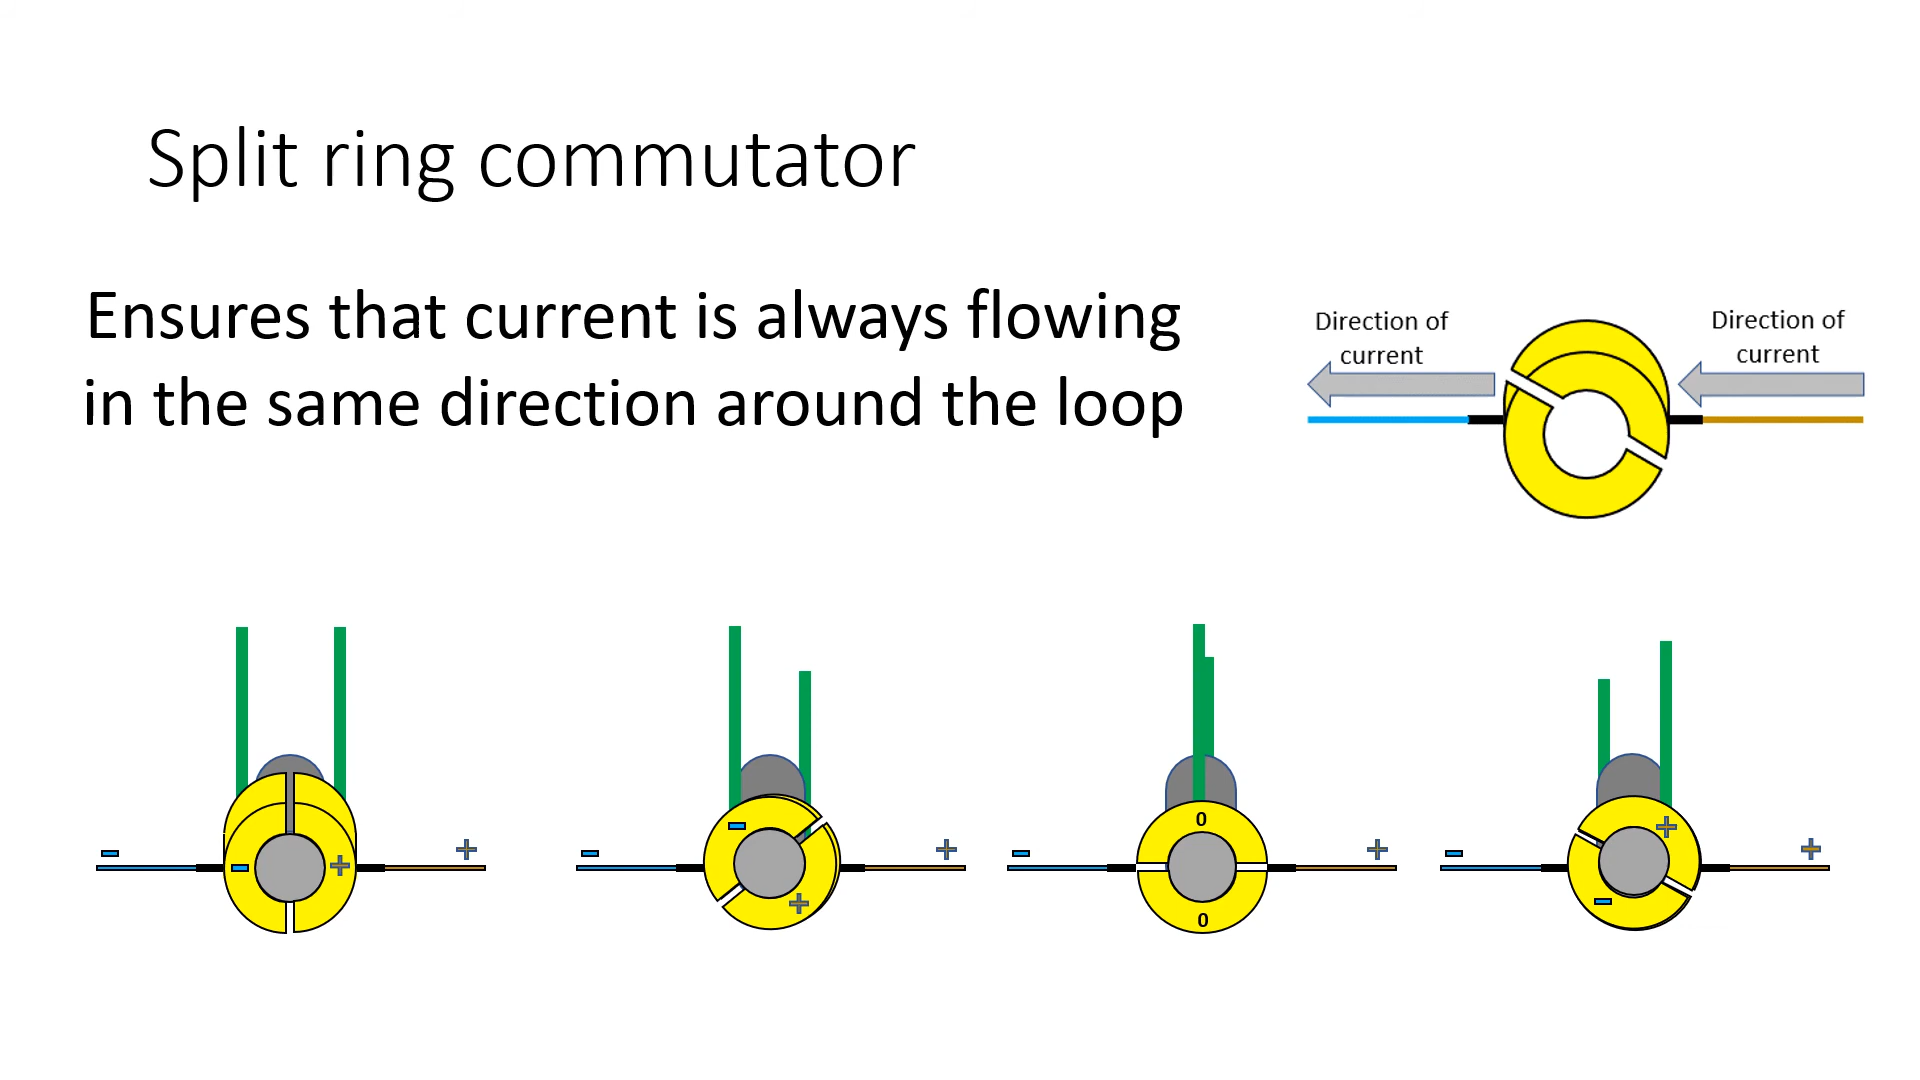 Split ring commutator
Ensures that current is always flowing
in the same direction around the loop
Direction of
current
Direction of
current
- - + +
- - + +
- 0 0 +
- + - +